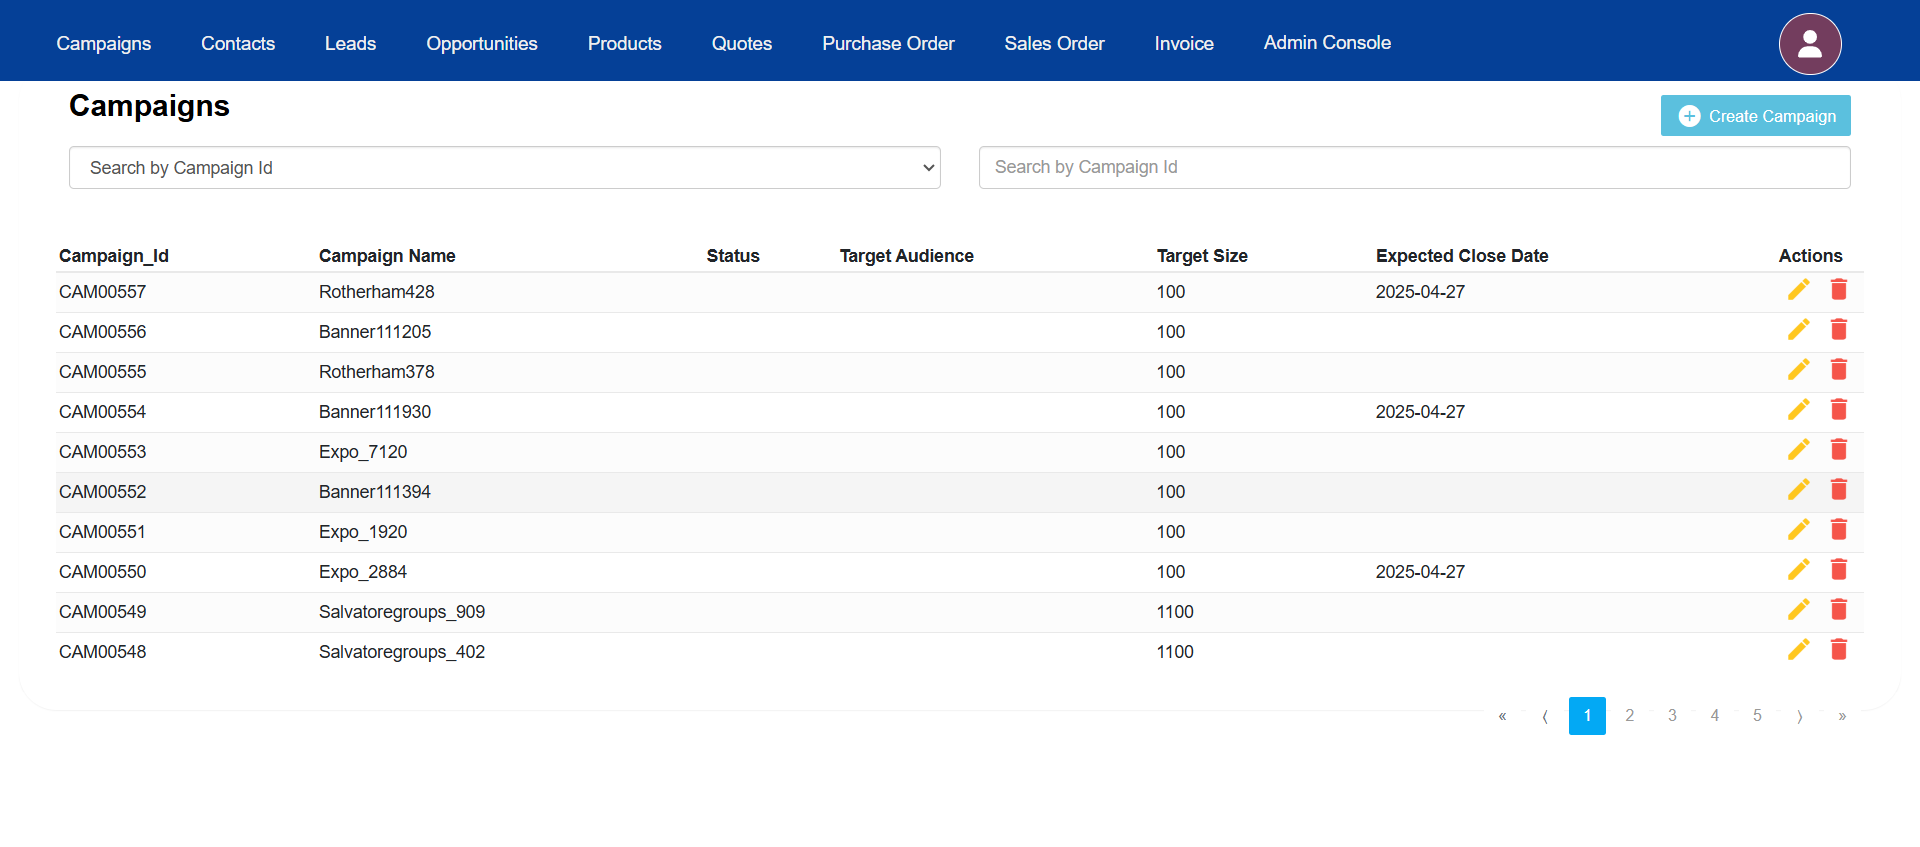 Campaigns Contacts Leads Opportunities Products Quotes Purchase Order Sales Order Invoice Admin Console
Campaigns
Create Campaign
Search by Campaign Id Search by Campaign Id
Campaign_Id Campaign Name Status Target Audience Target Size Expected Close Date Actions
CAM00557 Rotherham428 100 2025-04-27
CAM00556 Banner111205 100
CAM00555 Rotherham378 100
CAM00554 Banner111930 100 2025-04-27
CAM00553 Expo_7120 100
CAM00552 Banner111394 100
CAM00551 Expo_1920 100
CAM00550 Expo_2884 100 2025-04-27
CAM00549 Salvatoregroups_909 1100
CAM00548 Salvatoregroups_402 1100
« ⟨ 1 2 3 4 5 ⟩ »